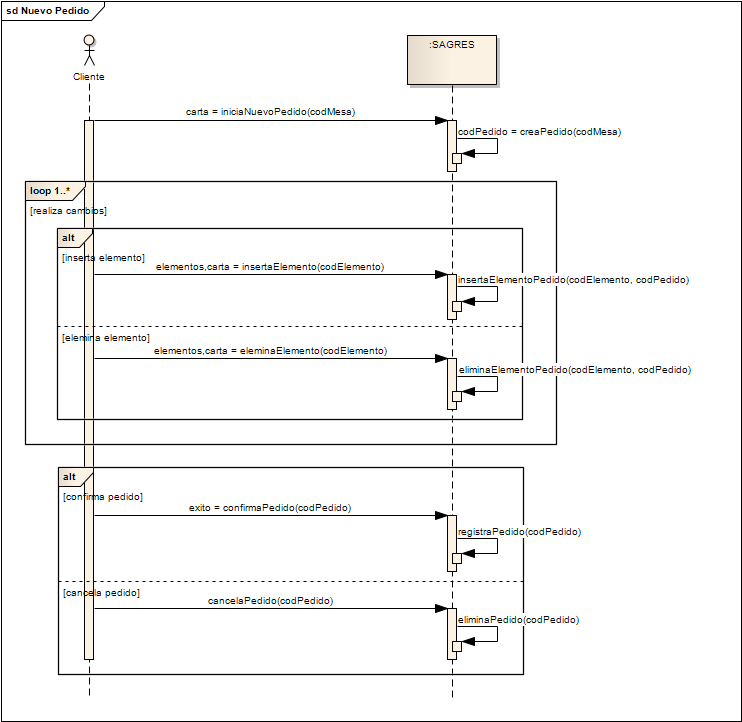 sd Nuevo Pedido
Cliente
:SAGRES
carta = iniciaNuevoPedido(codMesa)
codPedido = creaPedido(codMesa)
loop 1..*
[realiza cambios]
alt
[inserta elemento]
elementos,carta = insertaElemento(codElemento)
insertaElementoPedido(codElemento, codPedido)
[elemina elemento]
elementos,carta = eleminaElemento(codElemento)
eliminaElementoPedido(codElemento, codPedido)
alt
[confirma pedido]
exito = confirmaPedido(codPedido)
registraPedido(codPedido)
[cancela pedido]
cancelaPedido(codPedido)
eliminaPedido(codPedido)